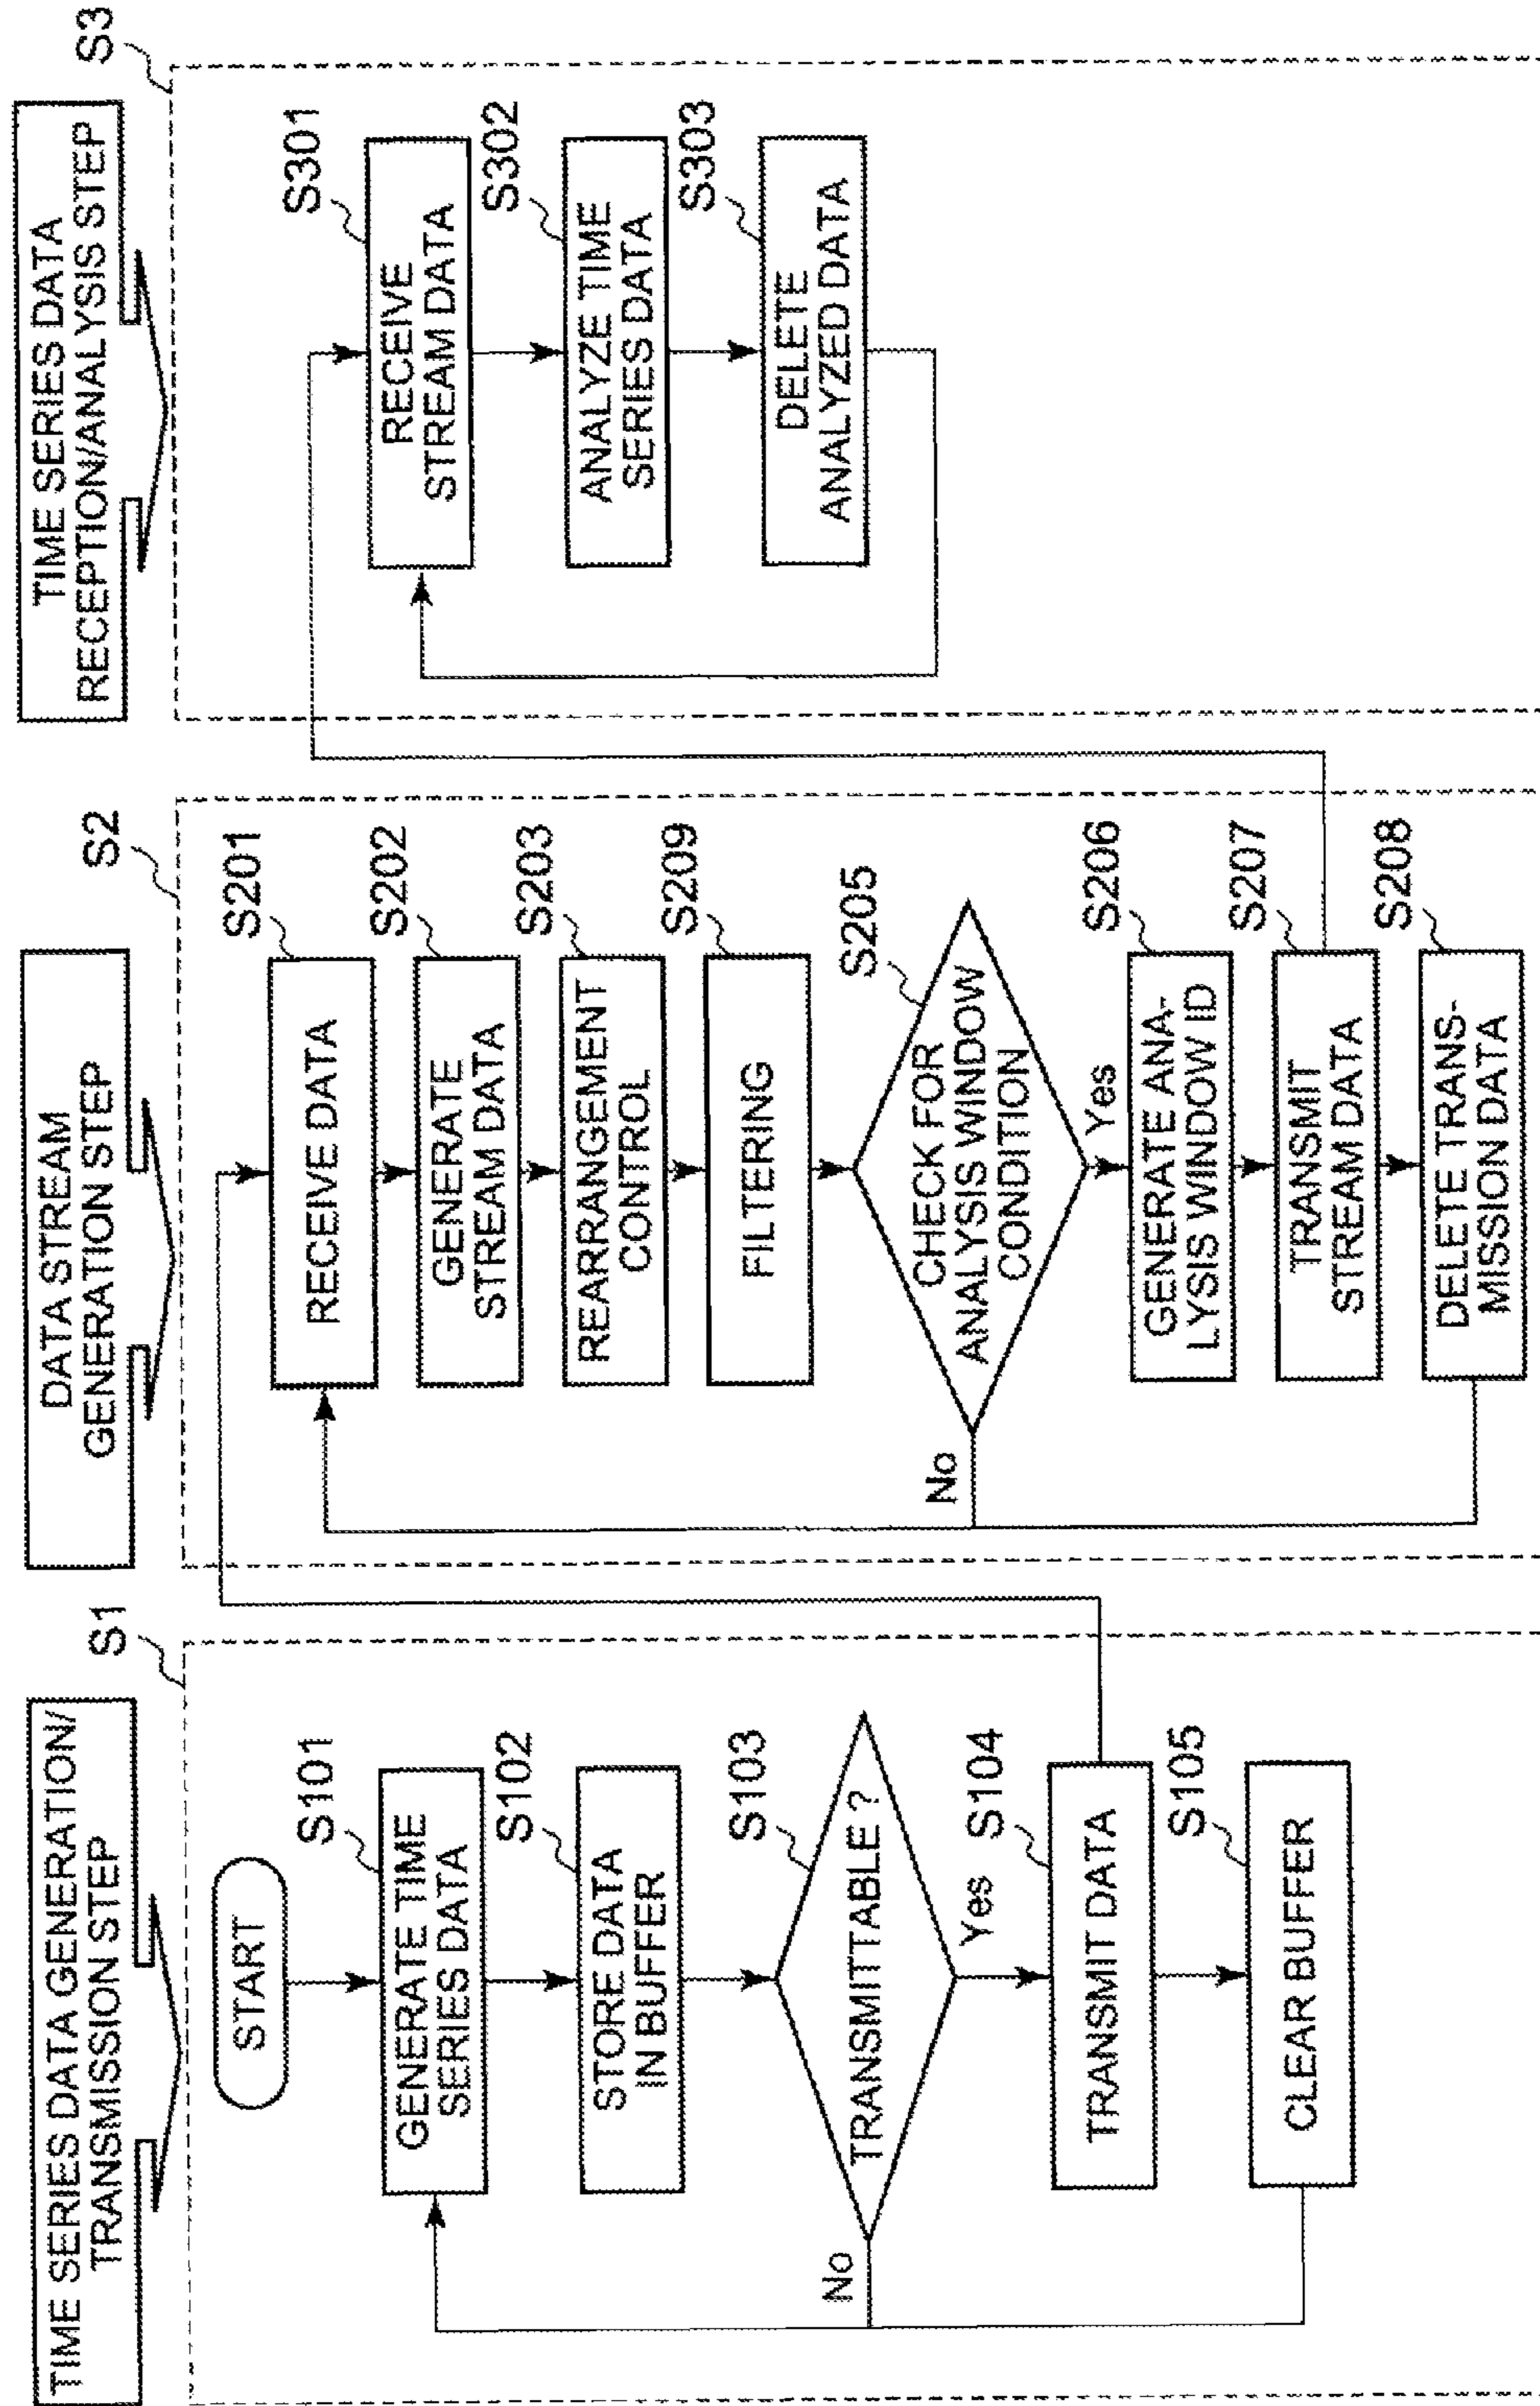 TIME SERIES DATA GENERATION/
TRANSMISSION STEP
S1
START
S101
GENERATE TIME
SERIES DATA
S102
STORE DATA
IN BUFFER
S103
TRANSMITTABLE ?
No
Yes
S104
TRANSMIT DATA
S105
CLEAR BUFFER
DATA STREAM
GENERATION STEP
S2
S201
RECEIVE DATA
S202
GENERATE
STREAM DATA
S203
REARRANGEMENT
CONTROL
S209
FILTERING
S205
CHECK FOR
ANALYSIS WINDOW
CONDITION
No
Yes
S206
GENERATE ANA-
LYSIS WINDOW ID
S207
TRANSMIT
STREAM DATA
S208
DELETE TRANS-
MISSION DATA
TIME SERIES DATA
RECEPTION/ANALYSIS STEP
S3
S301
RECEIVE
STREAM DATA
S302
ANALYZE TIME
SERIES DATA
S303
DELETE
ANALYZED DATA